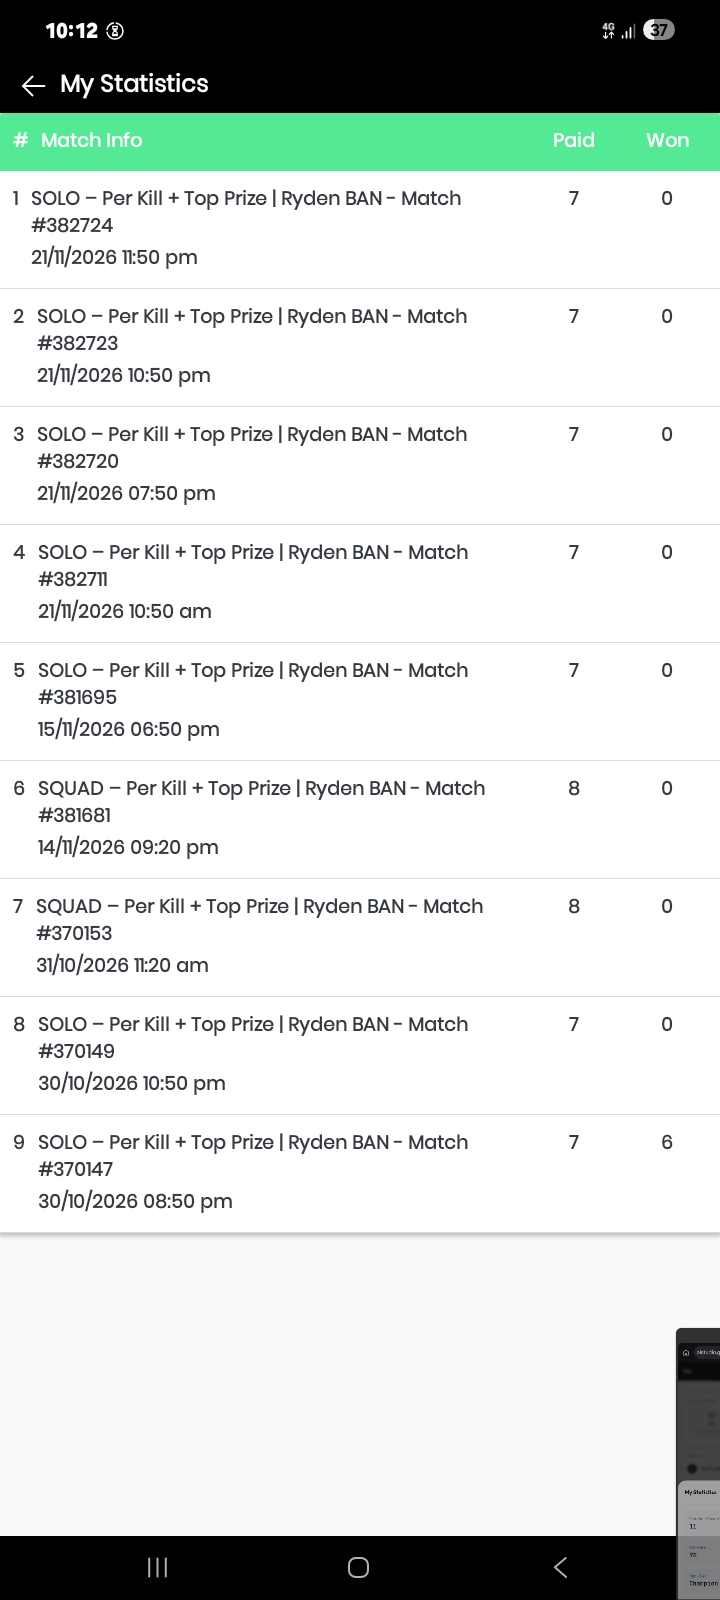 10:12
4G
37
My Statistics
# Match Info Paid Won
1 SOLO – Per Kill + Top Prize | Ryden BAN - Match 7 0
#382724
21/11/2026 11:50 pm
2 SOLO – Per Kill + Top Prize | Ryden BAN - Match 7 0
#382723
21/11/2026 10:50 pm
3 SOLO – Per Kill + Top Prize | Ryden BAN - Match 7 0
#382720
21/11/2026 07:50 pm
4 SOLO – Per Kill + Top Prize | Ryden BAN - Match 7 0
#382711
21/11/2026 10:50 am
5 SOLO – Per Kill + Top Prize | Ryden BAN - Match 7 0
#381695
15/11/2026 06:50 pm
6 SQUAD – Per Kill + Top Prize | Ryden BAN - Match 8 0
#381681
14/11/2026 09:20 pm
7 SQUAD – Per Kill + Top Prize | Ryden BAN - Match 8 0
#370153
31/10/2026 11:20 am
8 SOLO – Per Kill + Top Prize | Ryden BAN - Match 7 0
#370149
30/10/2026 10:50 pm
9 SOLO – Per Kill + Top Prize | Ryden BAN - Match 7 6
#370147
30/10/2026 08:50 pm
My Statistics
11
9%
Champion